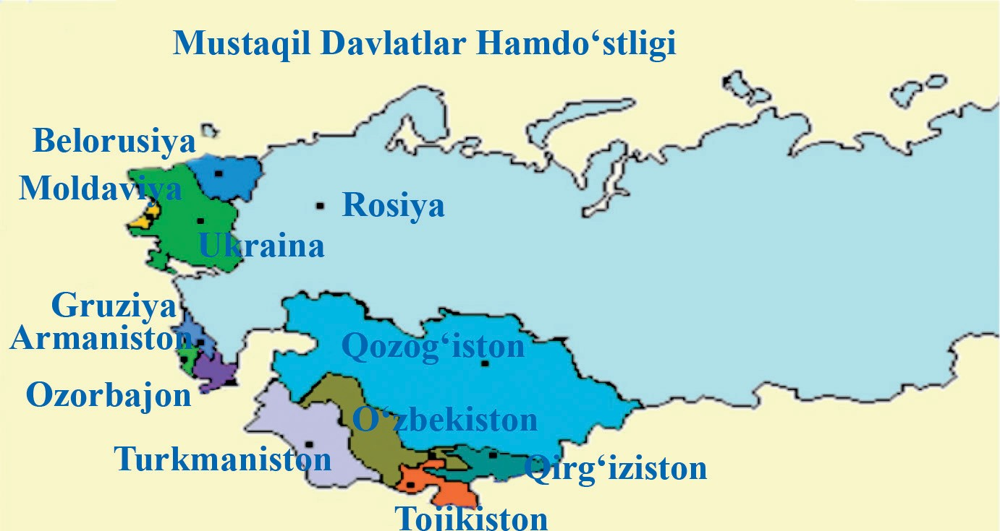 Mustaqil Davlatlar Hamdo‘stligi
Belorusiya
Moldaviya
Rosiya
Ukraina
Gruziya
Armaniston
Qozog‘iston
Ozorbajon
O‘zbekiston
Turkmaniston
Qirg‘iziston
Tojikiston